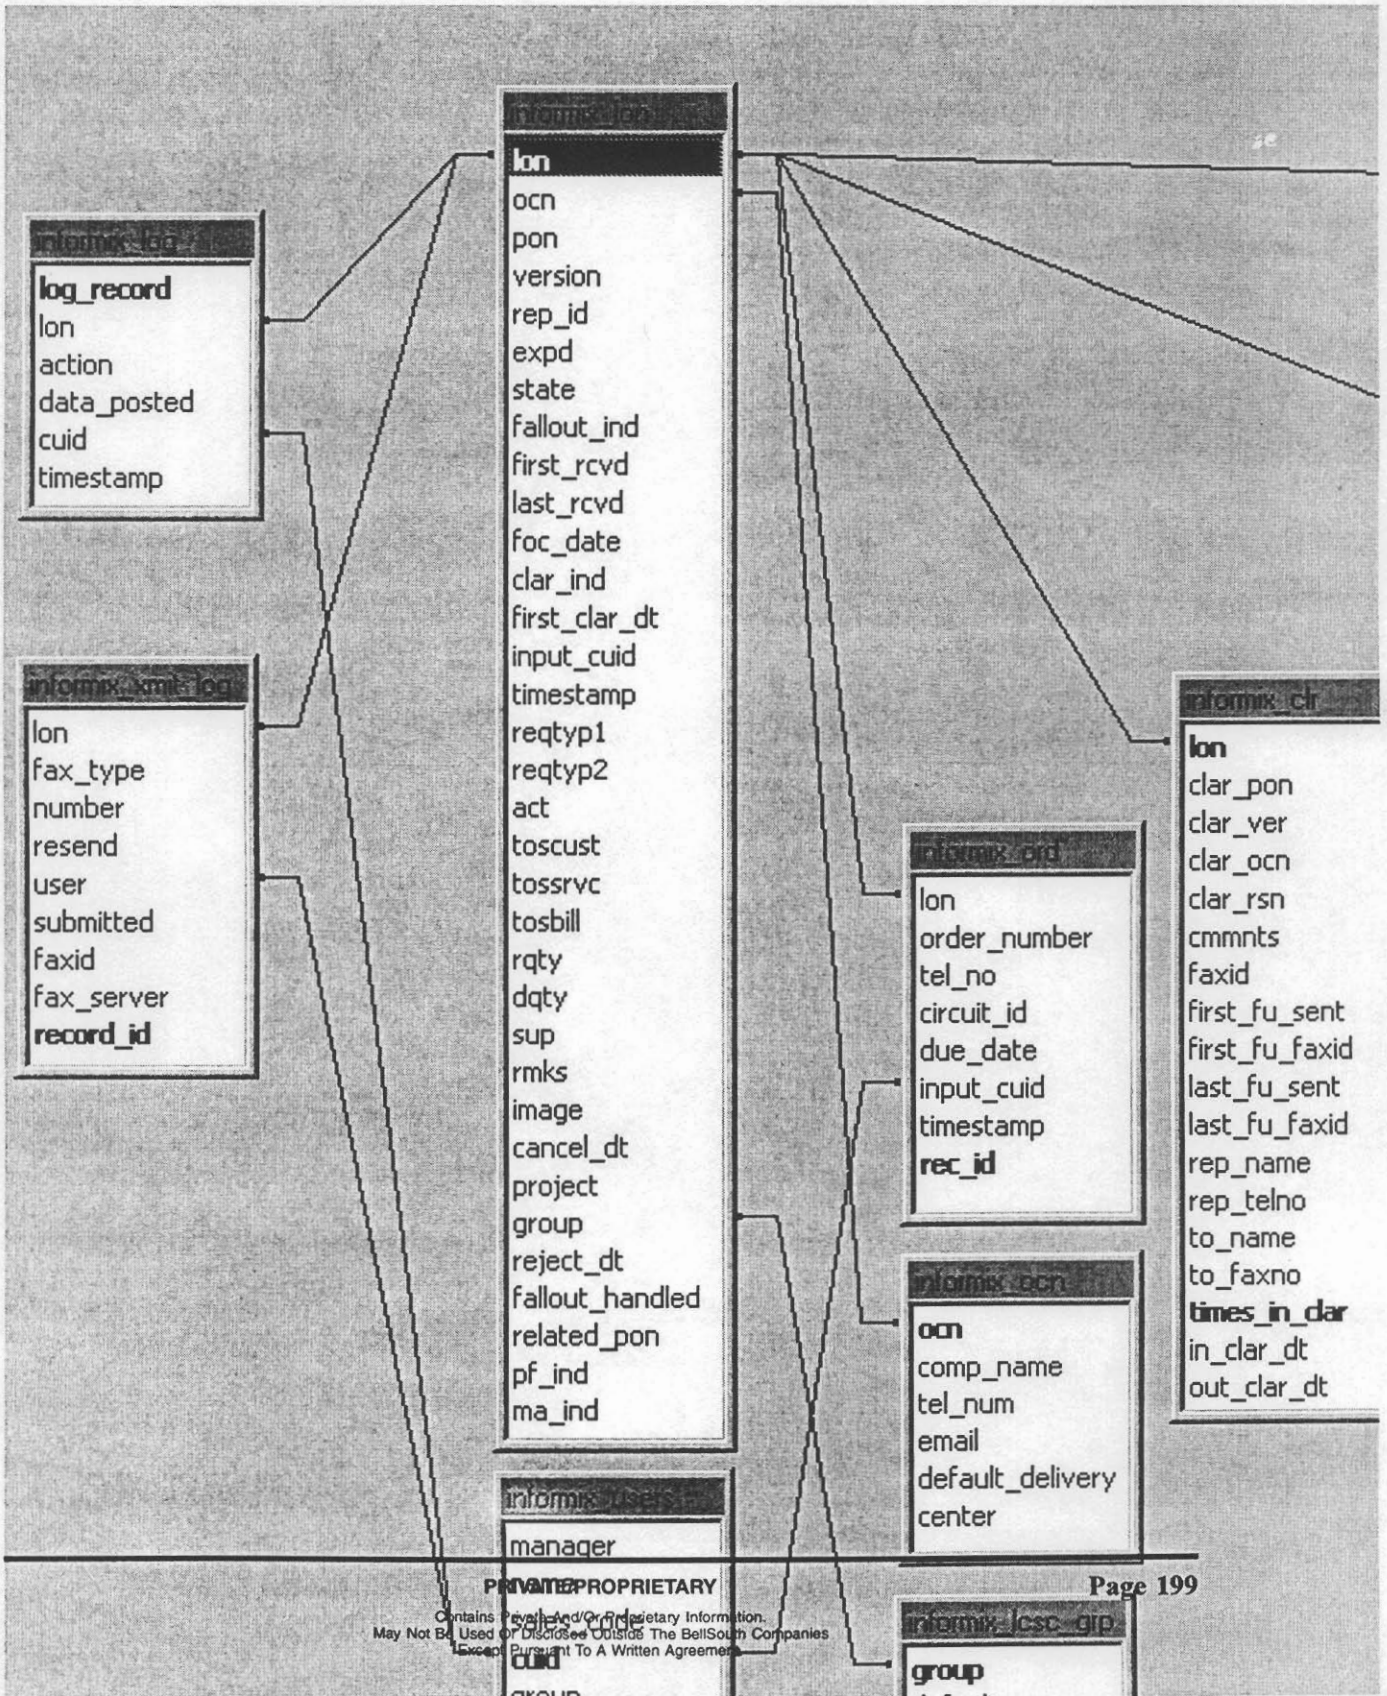 informix_lon
lon
ocn
pon
version
rep_id
expd
state
fallout_ind
first_rcvd
last_rcvd
foc_date
clar_ind
first_clar_dt
input_cuid
timestamp
reqtyp1
reqtyp2
act
toscust
tossrvc
tosbill
rqty
dqty
sup
rmks
image
cancel_dt
project
group
reject_dt
fallout_handled
related_pon
pf_ind
ma_ind
informix_log
log_record
lon
action
data_posted
cuid
timestamp
informix_xmit_log
lon
fax_type
number
resend
user
submitted
faxid
fax_server
record_id
informix_ord
lon
order_number
tel_no
circuit_id
due_date
input_cuid
timestamp
rec_id
informix_clr
lon
clar_pon
clar_ver
clar_ocn
clar_rsn
cmmnts
faxid
first_fu_sent
first_fu_faxid
last_fu_sent
last_fu_faxid
rep_name
rep_telno
to_name
to_faxno
times_in_clar
in_clar_dt
out_clar_dt
informix_ocn
ocn
comp_name
tel_num
email
default_delivery
center
informix_users
manager
name
sales_code
cuid
group
informix_lcsc_grp
group
PRIVATE/PROPRIETARY
Contains Private And/Or Proprietary Information.
May Not Be Used Or Disclosed Outside The BellSouth Companies
Except Pursuant To A Written Agreement
Page 199